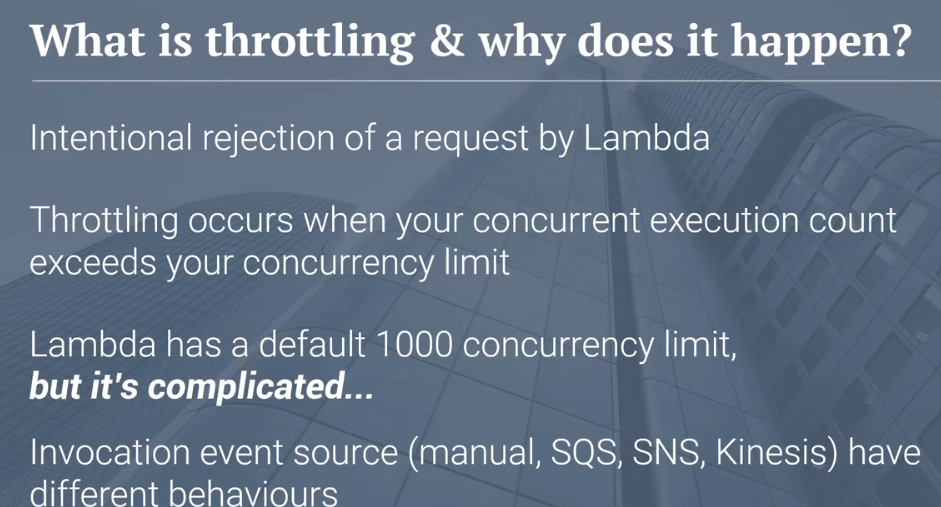 What is throttling & why does it happen?
Intentional rejection of a request by Lambda
Throttling occurs when your concurrent execution count
exceeds your concurrency limit
Lambda has a default 1000 concurrency limit,
but it's complicated...
Invocation event source (manual, SQS, SNS, Kinesis) have
different behaviours